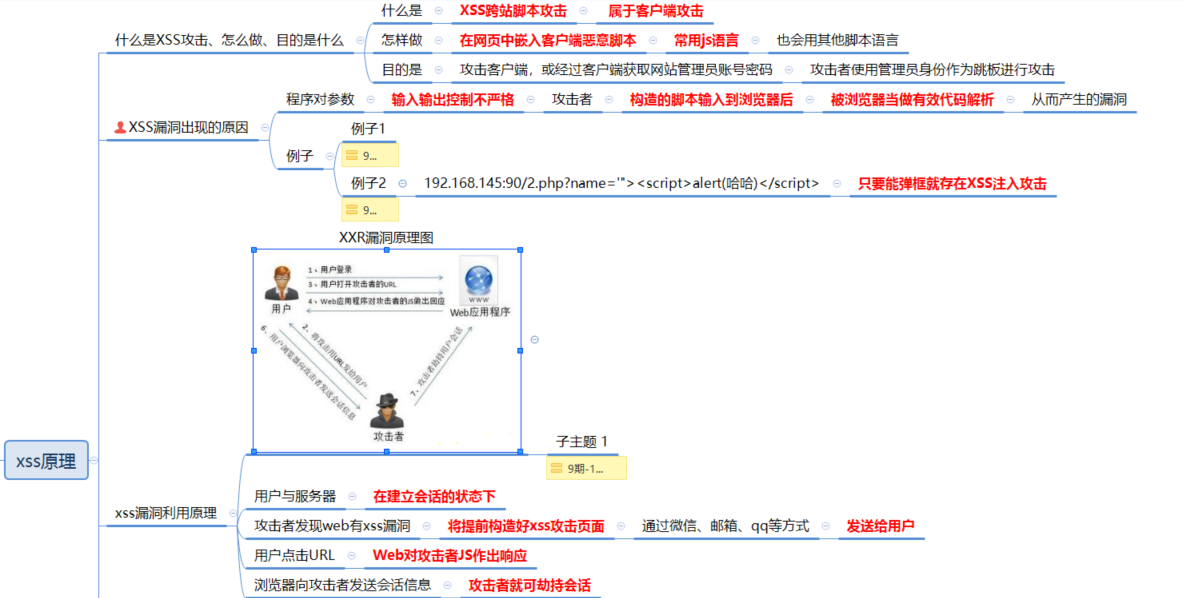 什么是 XSS跨站脚本攻击 属于客户端攻击
什么是XSS攻击、怎么做、目的是什么 怎样做 在网页中嵌入客户端恶意脚本 常用js语言 也会用其他脚本语言
目的是 攻击客户端，或经过客户端获取网站管理员账号密码 攻击者使用管理员身份作为跳板进行攻击
程序对参数 输入输出控制不严格 攻击者 构造的脚本输入到浏览器后 被浏览器当做有效代码解析 从而产生的漏洞
XSS漏洞出现的原因
例子1
例子 9...
例子2 192.168.145:90/2.php?name='"><script>alert(哈哈)</script> 只要能弹框就存在XSS注入攻击
9...
XXR漏洞原理图
1、用户登录
3、用户打开攻击者的URL
4、Web应用程序对攻击者的JS做出回应
用户
WWW
Web应用程序
2、将攻击用URL发给用户
6、用户浏览器向攻击者发送会话信息
7、攻击者劫持用户会话
攻击者
子主题 1
9期-1...
xss原理
用户与服务器 在建立会话的状态下
xss漏洞利用原理
攻击者发现web有xss漏洞 将提前构造好xss攻击页面 通过微信、邮箱、qq等方式 发送给用户
用户点击URL Web对攻击者JS作出响应
浏览器向攻击者发送会话信息 攻击者就可劫持会话